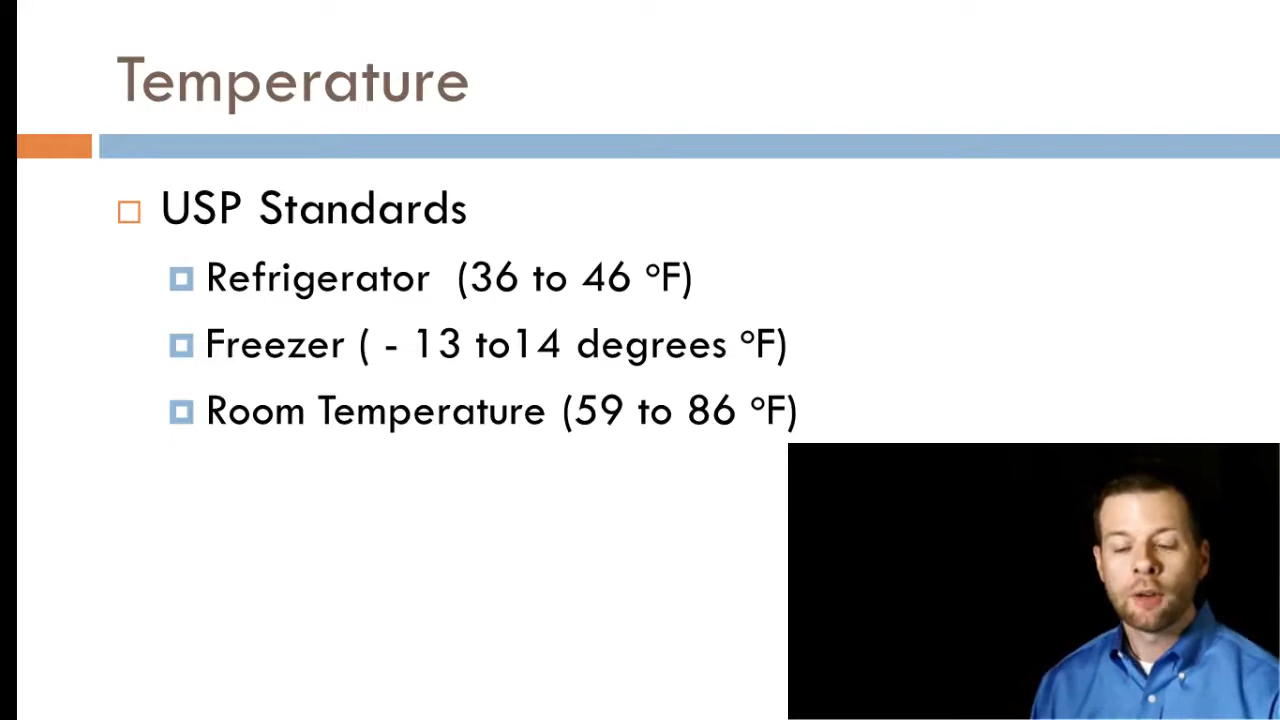 Temperature
USP Standards
Refrigerator (36 to 46 °F)
Freezer ( - 13 to14 degrees °F)
Room Temperature (59 to 86 °F)